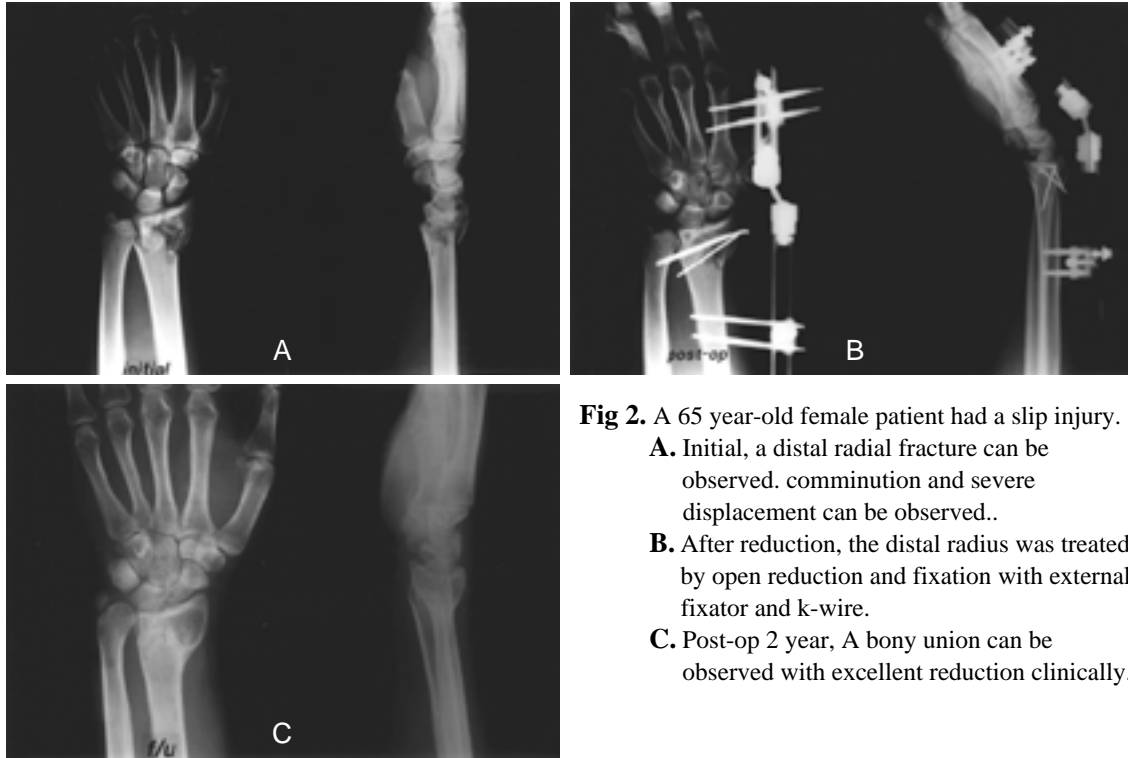 initial
A
post-op
B
f/u
C
Fig 2. A 65 year-old female patient had a slip injury.
A. Initial, a distal radial fracture can be
observed. comminution and severe
displacement can be observed..
B. After reduction, the distal radius was treated
by open reduction and fixation with external
fixator and k-wire.
C. Post-op 2 year, A bony union can be
observed with excellent reduction clinically.